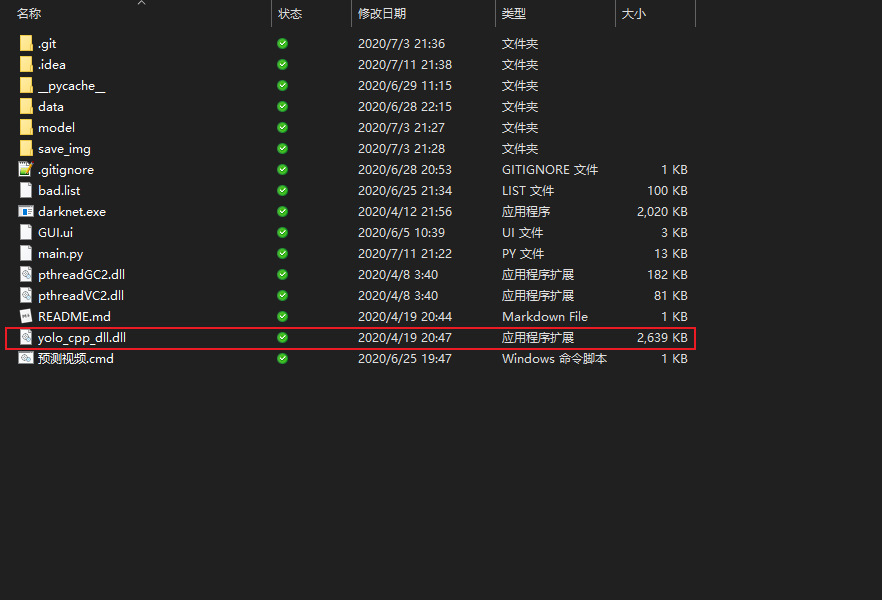 名称 状态 修改日期 类型 大小
.git 2020/7/3 21:36 文件夹
.idea 2020/7/11 21:38 文件夹
__pycache__ 2020/6/29 11:15 文件夹
data 2020/6/28 22:15 文件夹
model 2020/7/3 21:27 文件夹
save_img 2020/7/3 21:28 文件夹
.gitignore 2020/6/28 20:53 GITIGNORE 文件 1 KB
bad.list 2020/6/25 21:34 LIST 文件 100 KB
darknet.exe 2020/4/12 21:56 应用程序 2,020 KB
GUI.ui 2020/6/5 10:39 UI 文件 3 KB
main.py 2020/7/11 21:22 PY 文件 13 KB
pthreadGC2.dll 2020/4/8 3:40 应用程序扩展 182 KB
pthreadVC2.dll 2020/4/8 3:40 应用程序扩展 81 KB
README.md 2020/4/19 20:44 Markdown File 1 KB
yolo_cpp_dll.dll 2020/4/19 20:47 应用程序扩展 2,639 KB
预测视频.cmd 2020/6/25 19:47 Windows 命令脚本 1 KB